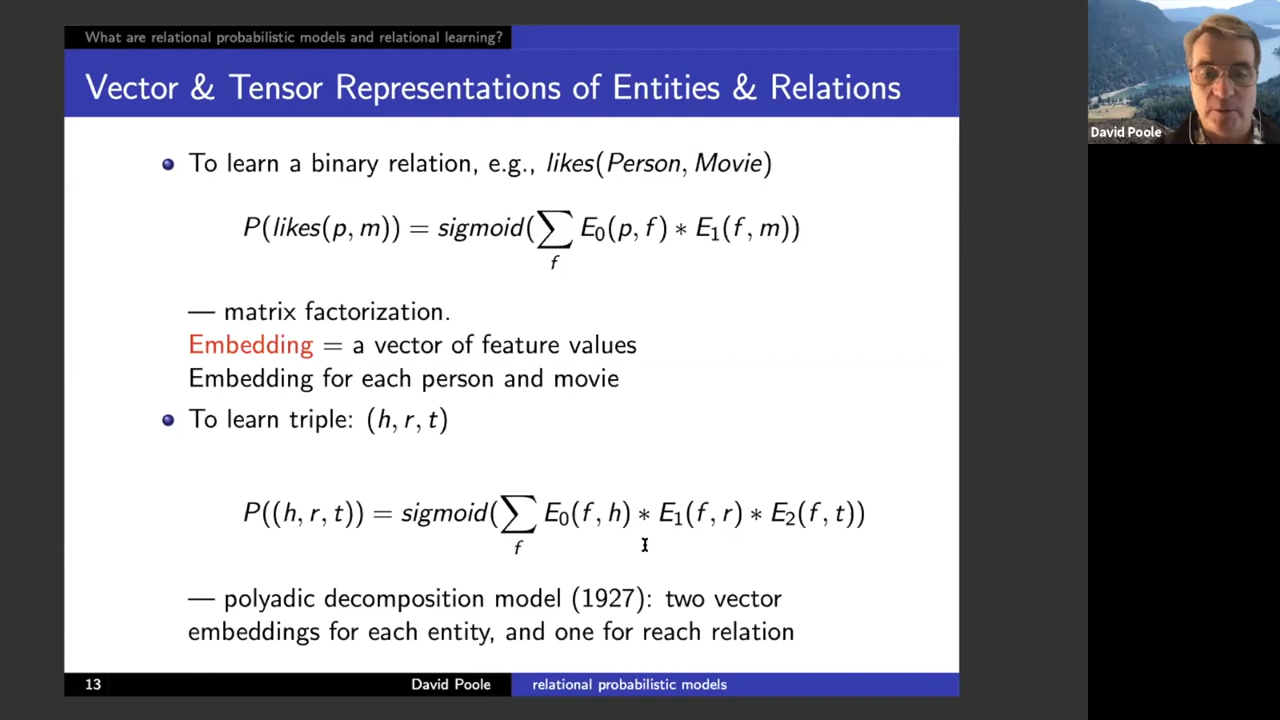 What are relational probabilistic models and relational learning?
Vector & Tensor Representations of Entities & Relations
To learn a binary relation, e.g., likes(Person, Movie)
P(likes(p, m)) = sigmoid(∑ E₀(p, f) ∗ E₁(f, m))
f
— matrix factorization.
Embedding = a vector of feature values
Embedding for each person and movie
To learn triple: (h, r, t)
P((h, r, t)) = sigmoid(∑ E₀(f, h) ∗ E₁(f, r) ∗ E₂(f, t))
f
— polyadic decomposition model (1927): two vector
embeddings for each entity, and one for reach relation
13 David Poole relational probabilistic models
David Poole